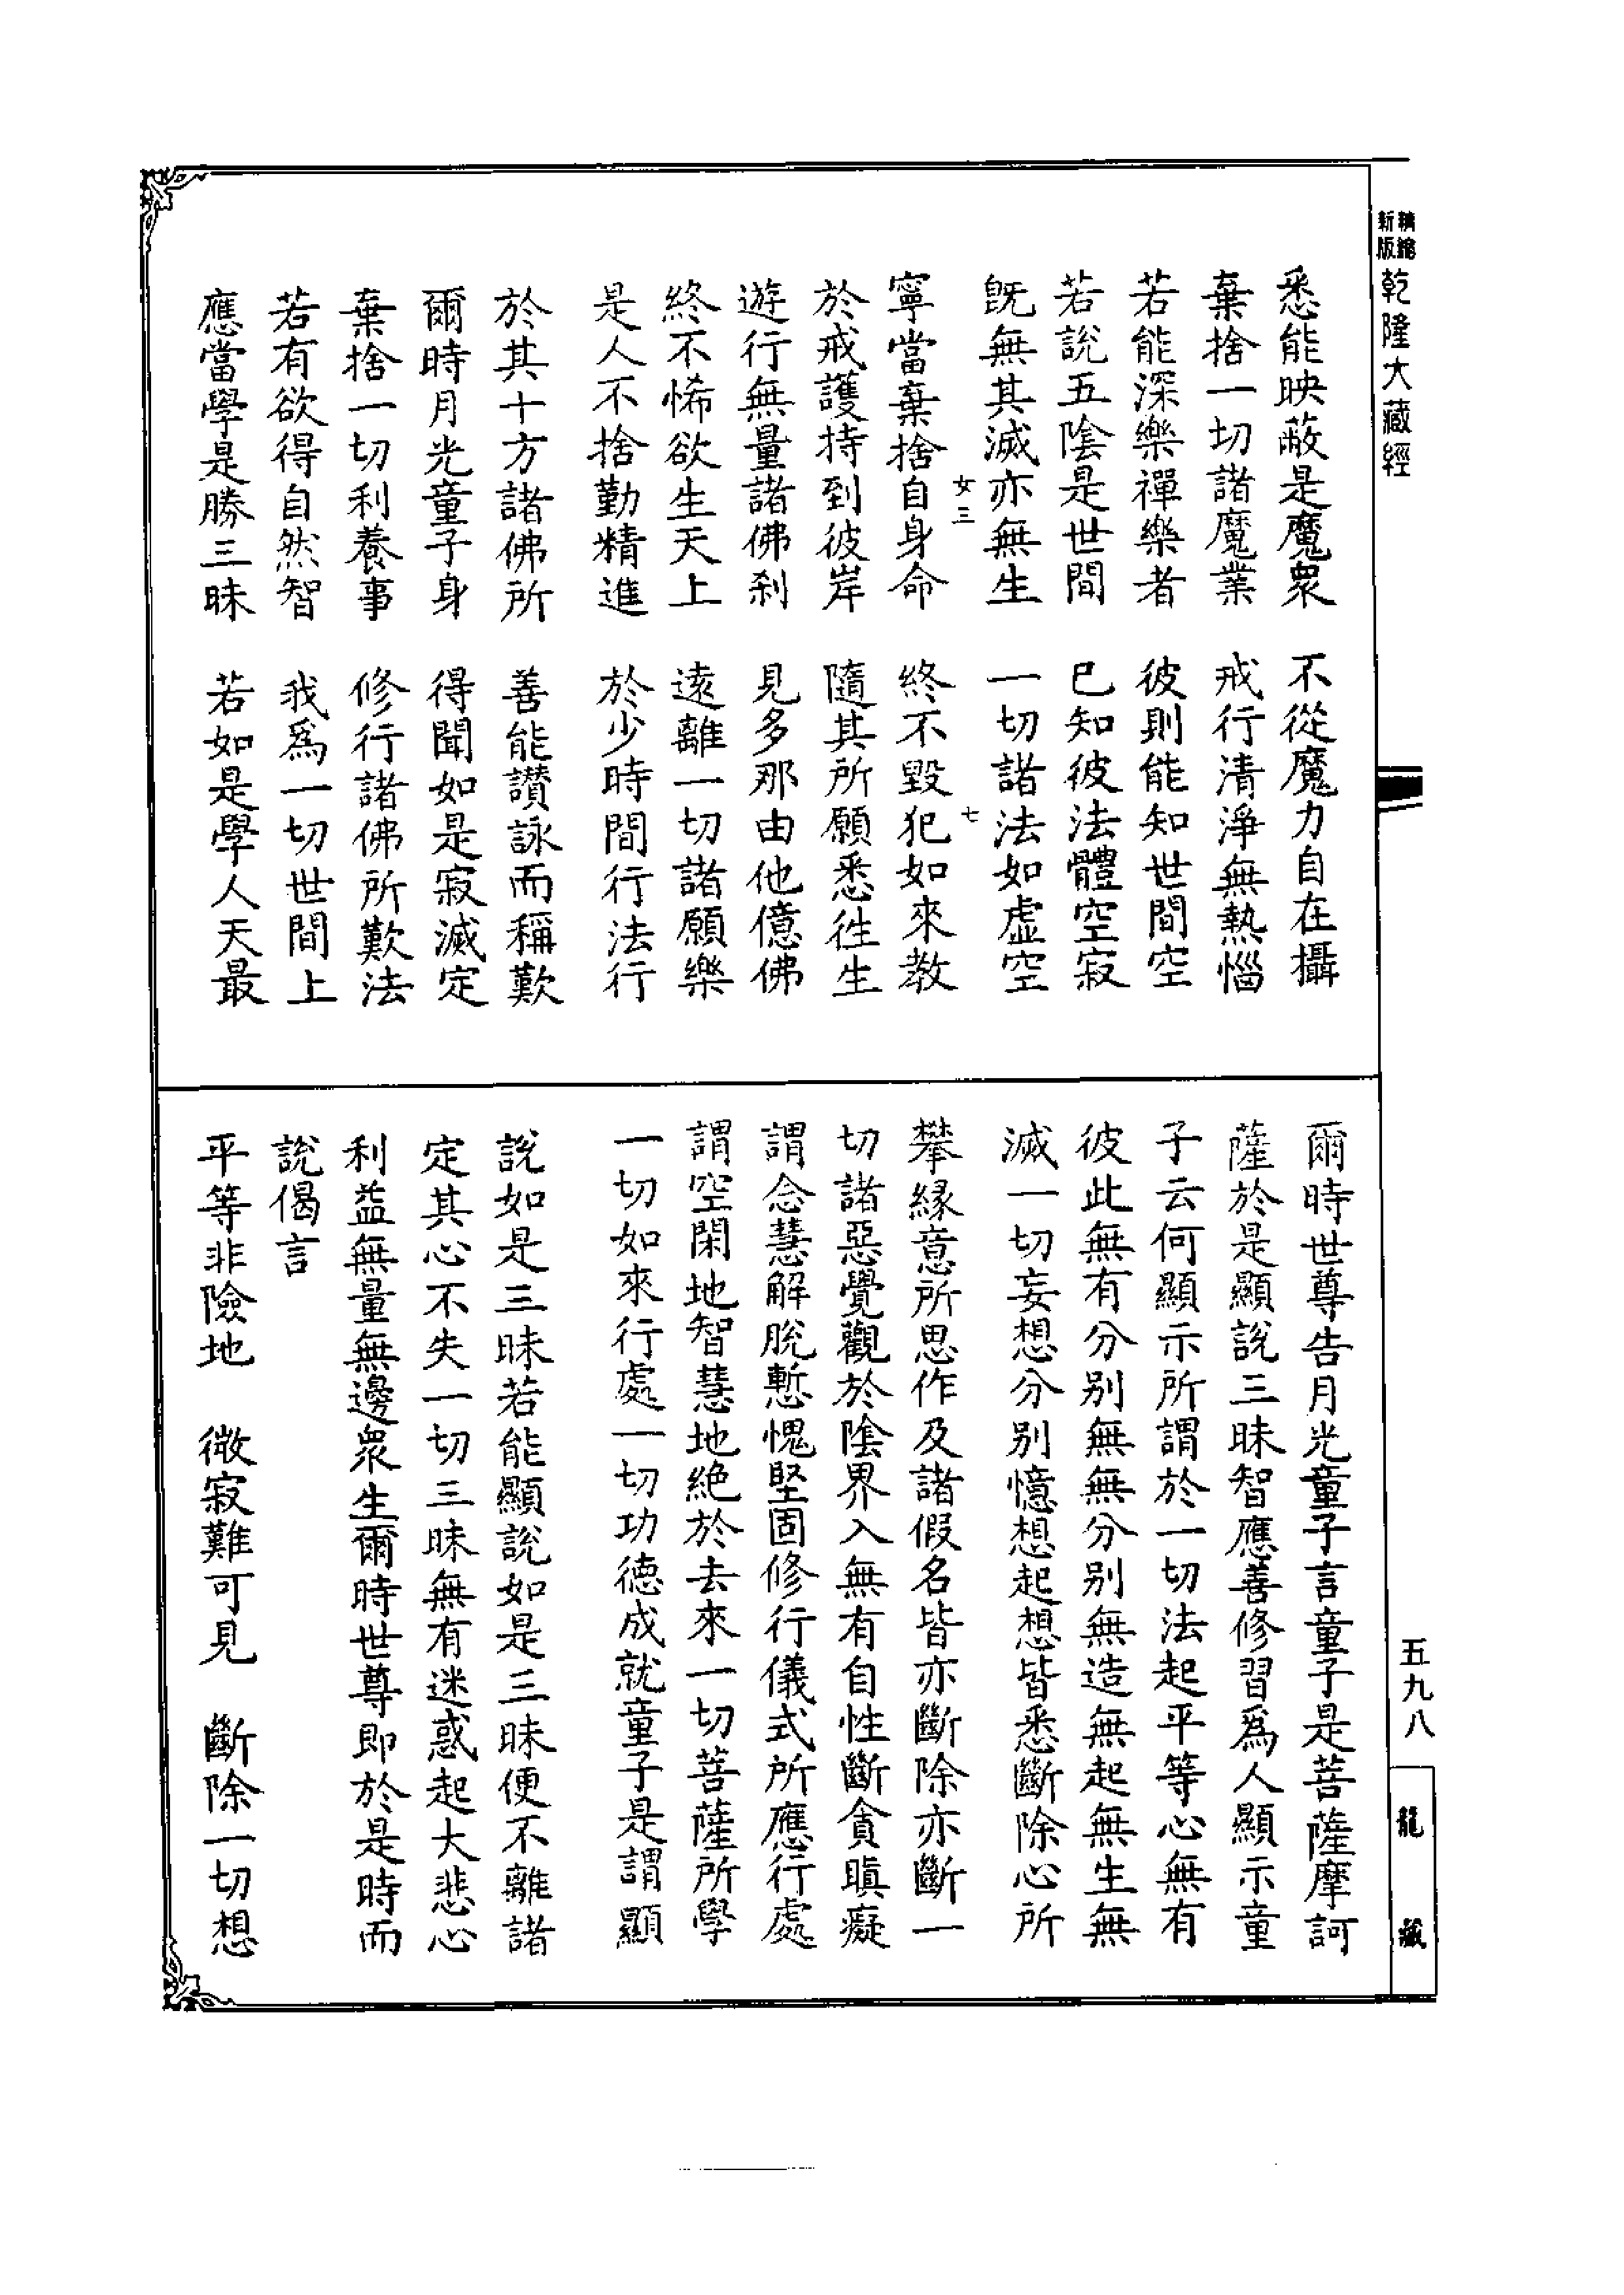 新版
精縮
乾隆大藏經
悉能映蔽是魔眾　不從魔力自在攝
棄捨一切諸魔業　戒行清淨無熱惱
若能深樂禪樂者　彼則能知世間空
若說五陰是世間　已知彼法體空寂
既無其滅亦無生　一切諸法如虛空
女三　七
寧當棄捨自身命　終不毀犯如來教
於戒護持到彼岸　隨其所願悉徃生
遊行無量諸佛剎　見多那由他億佛
終不悕欲生天上　遠離一切諸願樂
是人不捨勤精進　於少時間行法行
於其十方諸佛所　善能讚詠而稱歎
爾時月光童子身　得聞如是寂滅定
棄捨一切利養事　修行諸佛所歎法
若有欲得自然智　我為一切世間上
應當學是勝三昧　若如是學人天最
爾時世尊告月光童子言童子是菩薩摩訶
薩於是顯說三昧智應善修習為人顯示童
子云何顯示所謂於一切法起平等心無有
彼此無有分別無無分別無造無起無生無
滅一切妄想分別憶想起想皆悉斷除心所
攀緣意所思作及諸假名皆亦斷除亦斷一
切諸惡覺觀於陰界入無有自性斷貪瞋癡
謂念慧解脫慙愧堅固修行儀式所應行處
謂空閑地智慧地絕於去來一切菩薩所學
一切如來行處一切功德成就童子是謂顯
說如是三昧若能顯說如是三昧便不離諸
定其心不失一切三昧無有迷惑起大悲心
利益無量無邊眾生爾時世尊即於是時而
說偈言
平等非險地　微寂難可見　斷除一切想
五九八
龍藏